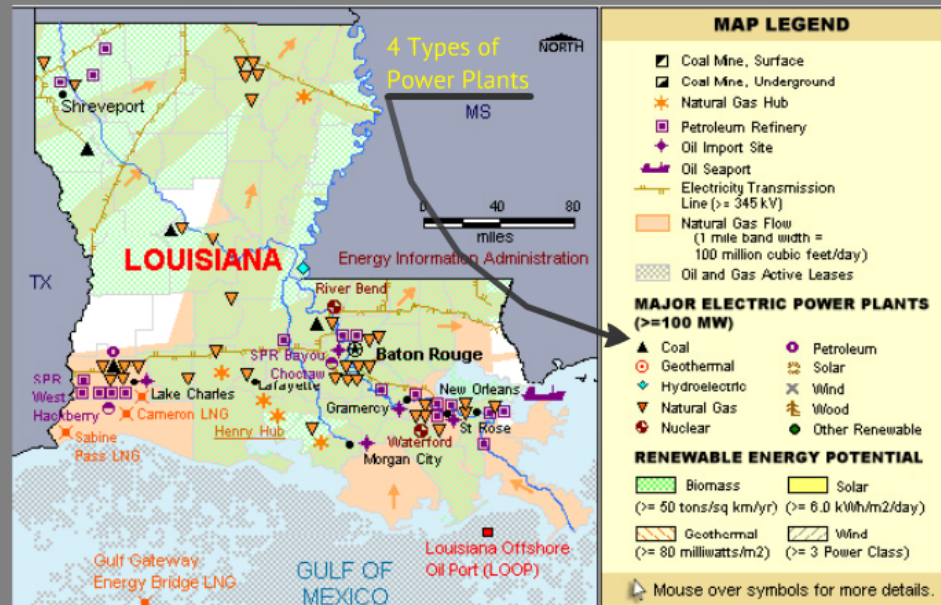 4 Types of
Power Plants
NORTH
MS
Shreveport
0 40 80
miles
LOUISIANA
Energy Information Administration
TX
River Bend
SPR Bayou
Choctaw
Baton Rouge
SPR
West
Hackberry
Lake Charles
Lafayette
New Orleans
Gramercy
Cameron LNG
Henry Hub
St Rose
Sabine
Pass LNG
Waterford
Morgan City
Louisiana Offshore
Oil Port (LOOP)
Gulf Gateway
Energy Bridge LNG
GULF OF
MEXICO
MAP LEGEND
Coal Mine, Surface
Coal Mine, Underground
Natural Gas Hub
Petroleum Refinery
Oil Import Site
Oil Seaport
Electricity Transmission
Line (>= 345 kV)
Natural Gas Flow
(1 mile band width =
100 million cubic feet/day)
Oil and Gas Active Leases
MAJOR ELECTRIC POWER PLANTS
(>=100 MW)
Coal
Geothermal
Hydroelectric
Natural Gas
Nuclear
Petroleum
Solar
Wind
Wood
Other Renewable
RENEWABLE ENERGY POTENTIAL
Biomass
(>= 50 tons/sq km/yr)
Solar
(>= 6.0 kWh/m2/day)
Geothermal
(>= 80 milliwatts/m2)
Wind
(>= 3 Power Class)
Mouse over symbols for more details.